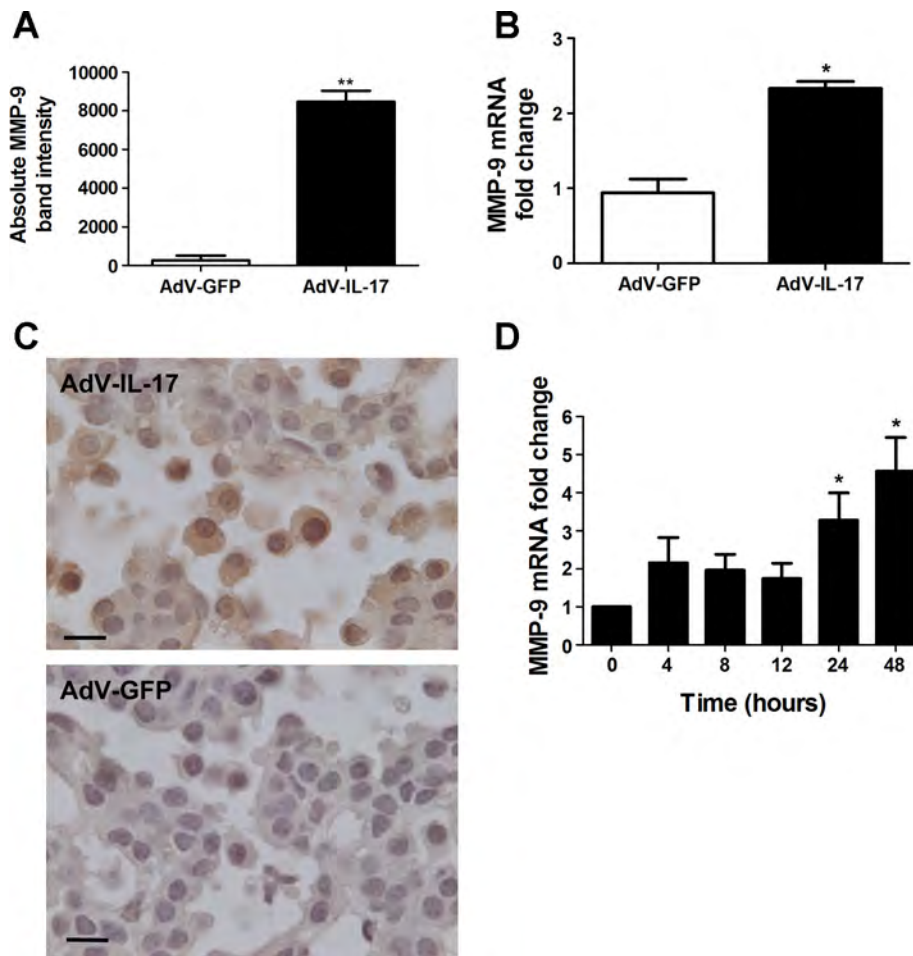 A
Absolute MMP-9
band intensity
10000
8000
6000
4000
2000
0
**
AdV-GFP
AdV-IL-17
B
MMP-9 mRNA
fold change
3
2
1
0
*
AdV-GFP
AdV-IL-17
C
AdV-IL-17
AdV-GFP
D
MMP-9 mRNA fold change
6
5
4
3
2
1
0
*
*
0 4 8 12 24 48
Time (hours)